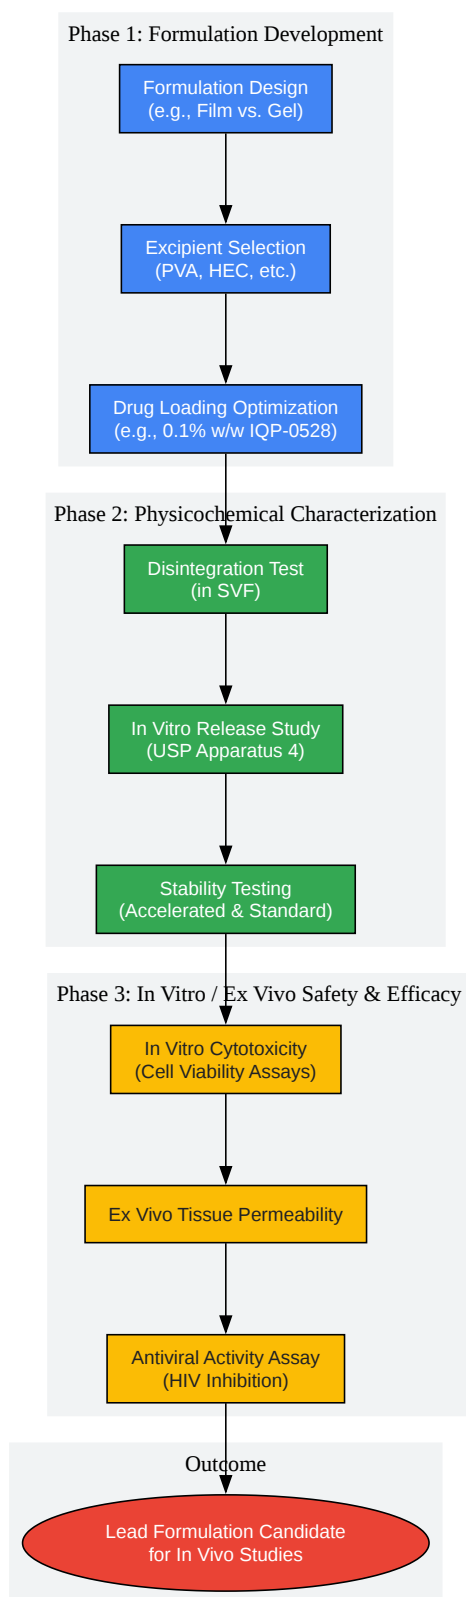 Phase 1: Formulation Development
Formulation Design
(e.g., Film vs. Gel)
Excipient Selection
(PVA, HEC, etc.)
Drug Loading Optimization
(e.g., 0.1% w/w IQP-0528)
Phase 2: Physicochemical Characterization
Disintegration Test
(in SVF)
In Vitro Release Study
(USP Apparatus 4)
Stability Testing
(Accelerated & Standard)
Phase 3: In Vitro / Ex Vivo Safety & Efficacy
In Vitro Cytotoxicity
(Cell Viability Assays)
Ex Vivo Tissue Permeability
Antiviral Activity Assay
(HIV Inhibition)
Outcome
Lead Formulation Candidate
for In Vivo Studies